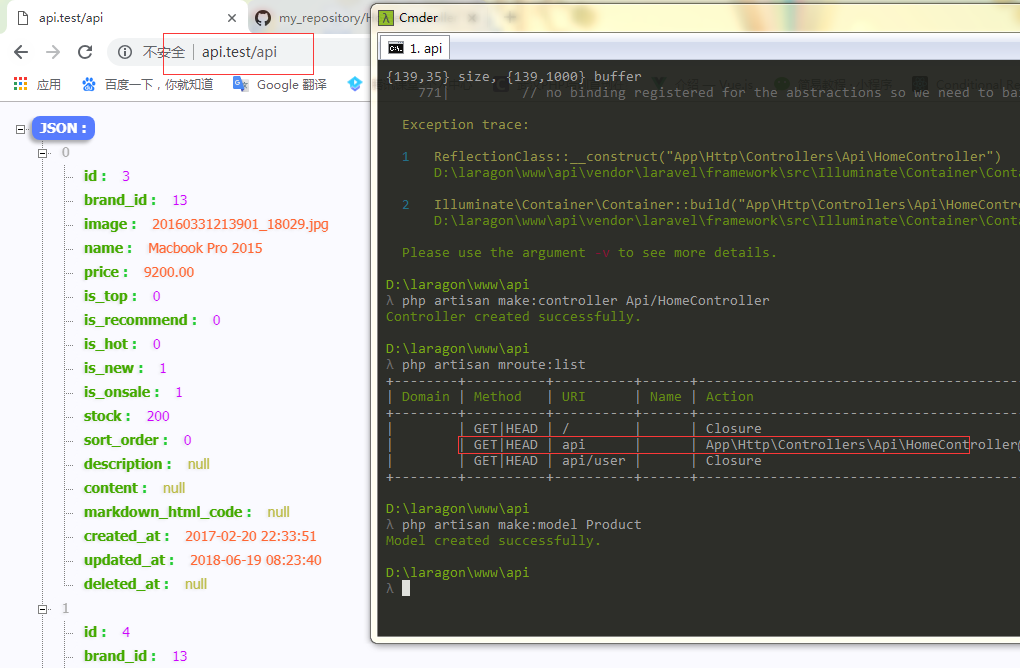 api.test/api
my_repository/H
不安全 | api.test/api
应用
百度一下，你就知道
Google 翻译
JSON :
0
id : 3
brand_id : 13
image : 20160331213901_18029.jpg
name : Macbook Pro 2015
price : 9200.00
is_top : 0
is_recommend : 0
is_hot : 0
is_new : 1
is_onsale : 1
stock : 200
sort_order : 0
description : null
content : null
markdown_html_code : null
created_at : 2017-02-20 22:33:51
updated_at : 2018-06-19 08:23:40
deleted_at : null
1
id : 4
brand_id : 13
Cmder
1. api
{139,35} size, {139,1000} buffer
771| // no binding registered for the abstractions so we need to bai
Exception trace:
1 ReflectionClass::__construct("App\Http\Controllers\Api\HomeController")
D:\laragon\www\api\vendor\laravel\framework\src\Illuminate\Container\Conta
2 Illuminate\Container\Container::build("App\Http\Controllers\Api\HomeContro
D:\laragon\www\api\vendor\laravel\framework\src\Illuminate\Container\Conta
Please use the argument -v to see more details.
D:\laragon\www\api
λ php artisan make:controller Api/HomeController
Controller created successfully.
D:\laragon\www\api
λ php artisan mroute:list
| Domain | Method | URI | Name | Action
| | GET|HEAD | / | | Closure
| | GET|HEAD | api | | App\Http\Controllers\Api\HomeController@
| | GET|HEAD | api/user | | Closure
D:\laragon\www\api
λ php artisan make:model Product
Model created successfully.
D:\laragon\www\api
λ